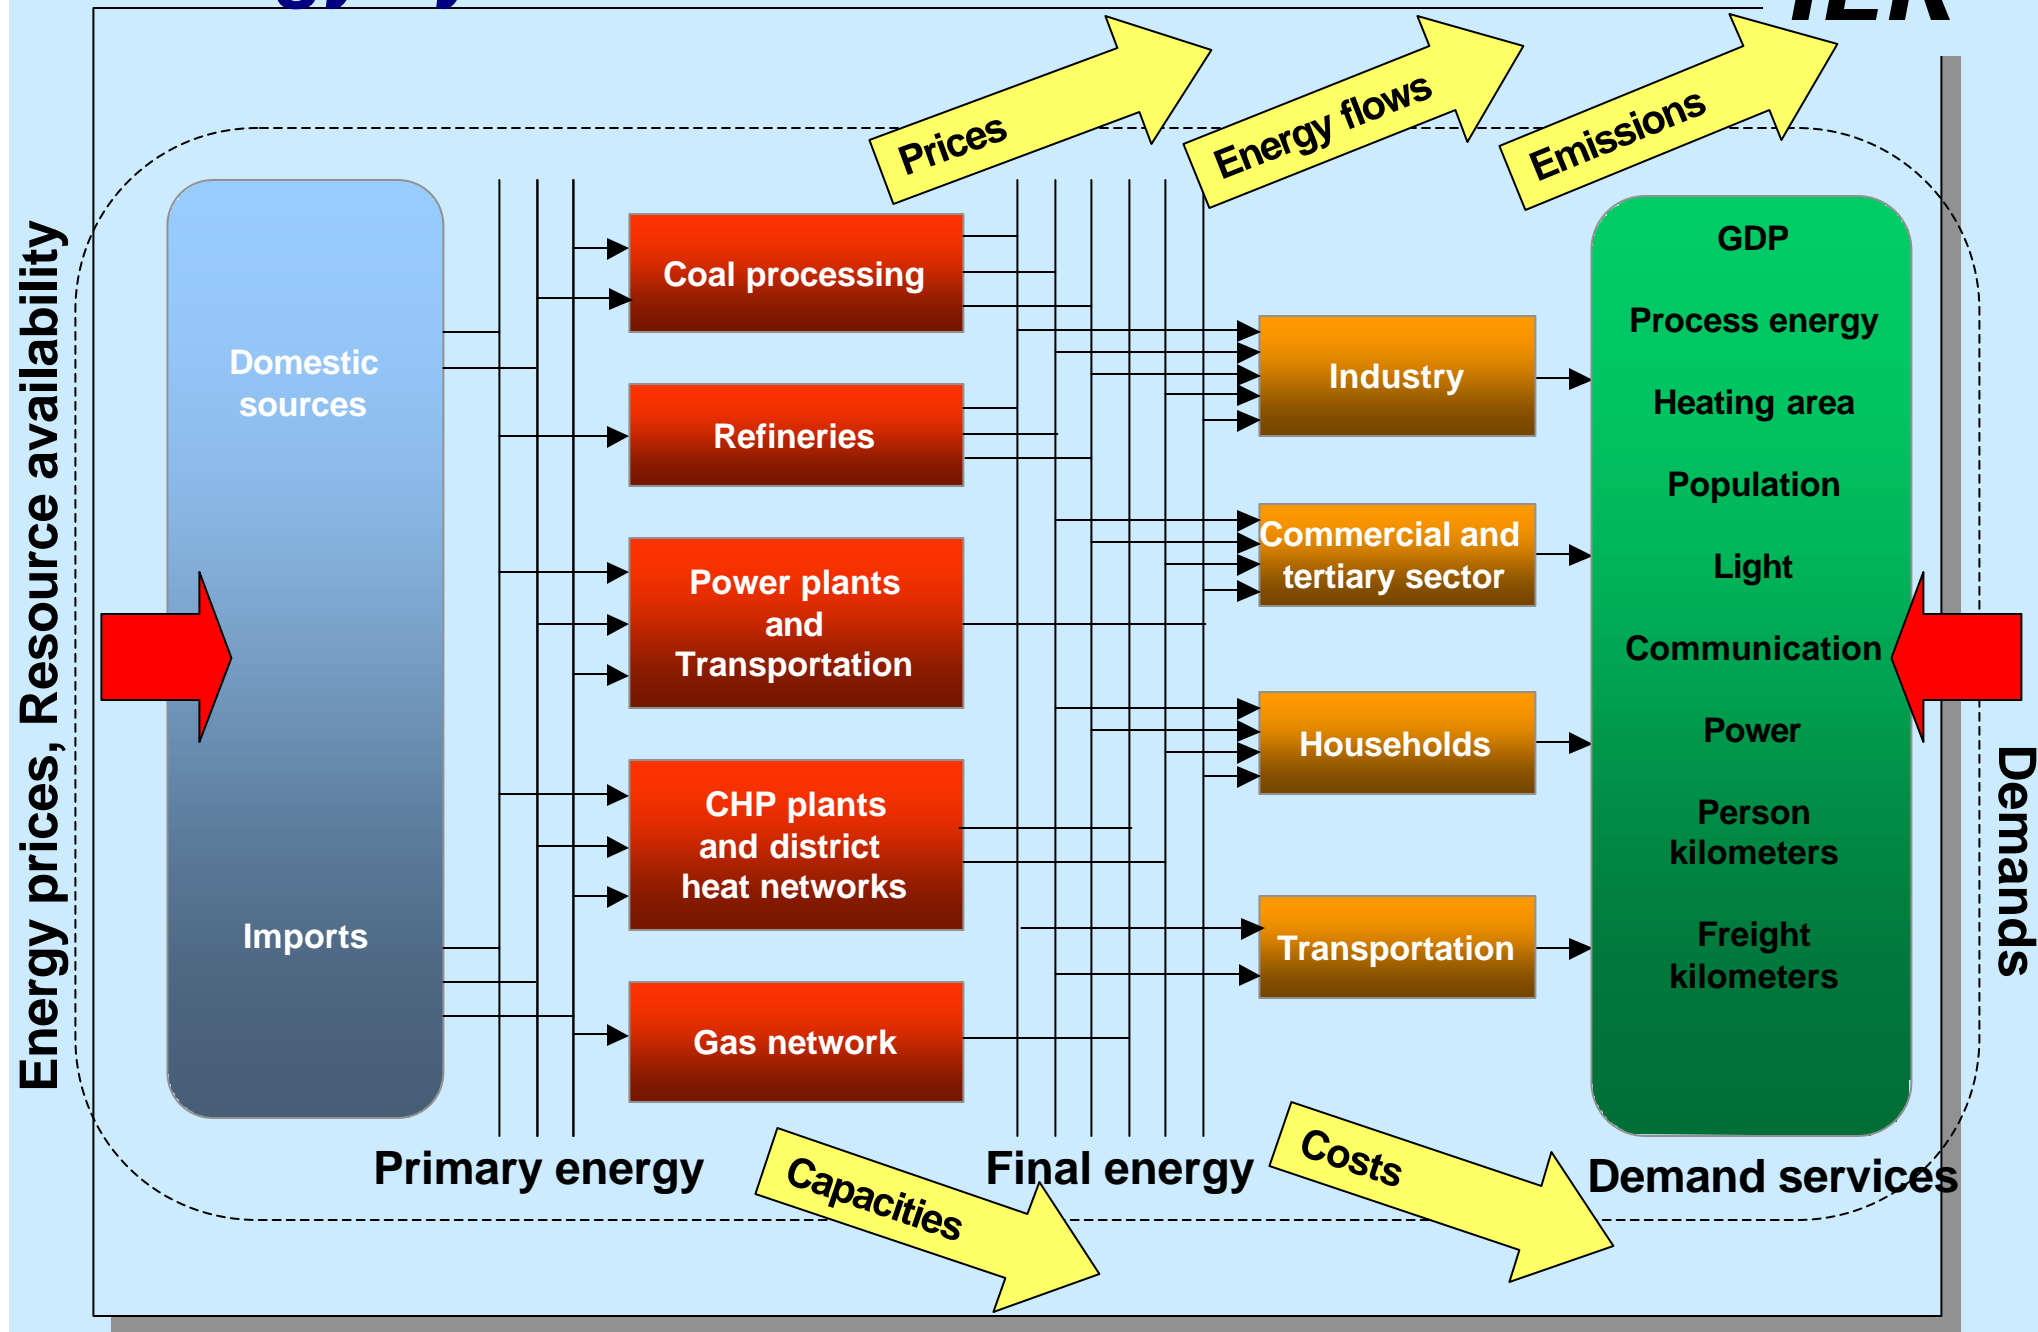 IER
Prices
Energy flows
Emissions
Energy prices, Resource availability
Domestic
sources
Imports
Coal processing
Refineries
Power plants
and
Transportation
CHP plants
and district
heat networks
Gas network
Industry
Commercial and
tertiary sector
Households
Transportation
GDP
Process energy
Heating area
Population
Light
Communication
Power
Person
kilometers
Freight
kilometers
Demands
Primary energy
Final energy
Demand services
Capacities
Costs